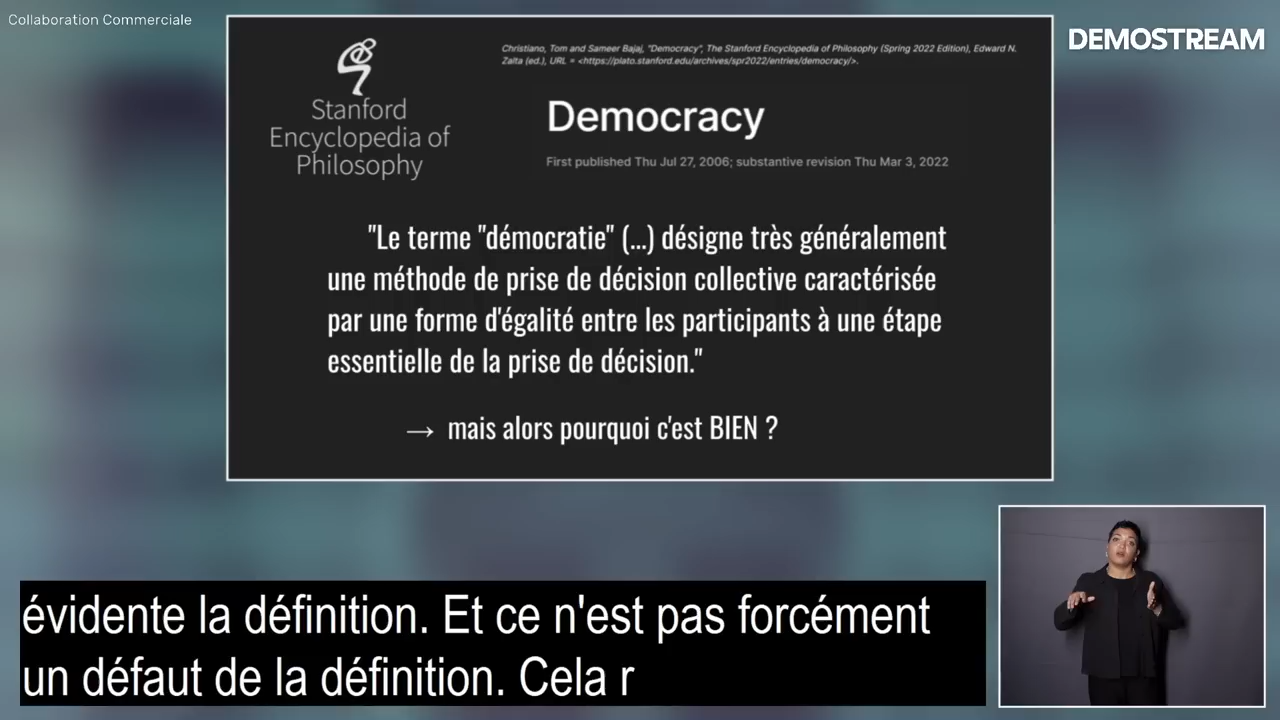 Collaboration Commerciale
DEMOSTREAM
Stanford
Encyclopedia of
Philosophy
Christiano, Tom and Sameer Bajaj, "Democracy", The Stanford Encyclopedia of Philosophy (Spring 2022 Edition), Edward N.
Zalta (ed.), URL = <https://plato.stanford.edu/archives/spr2022/entries/democracy/>.
Democracy
First published Thu Jul 27, 2006; substantive revision Thu Mar 3, 2022
"Le terme "démocratie" (...) désigne très généralement
une méthode de prise de décision collective caractérisée
par une forme d'égalité entre les participants à une étape
essentielle de la prise de décision."
→ mais alors pourquoi c'est BIEN ?
évidente la définition. Et ce n'est pas forcément
un défaut de la définition. Cela r